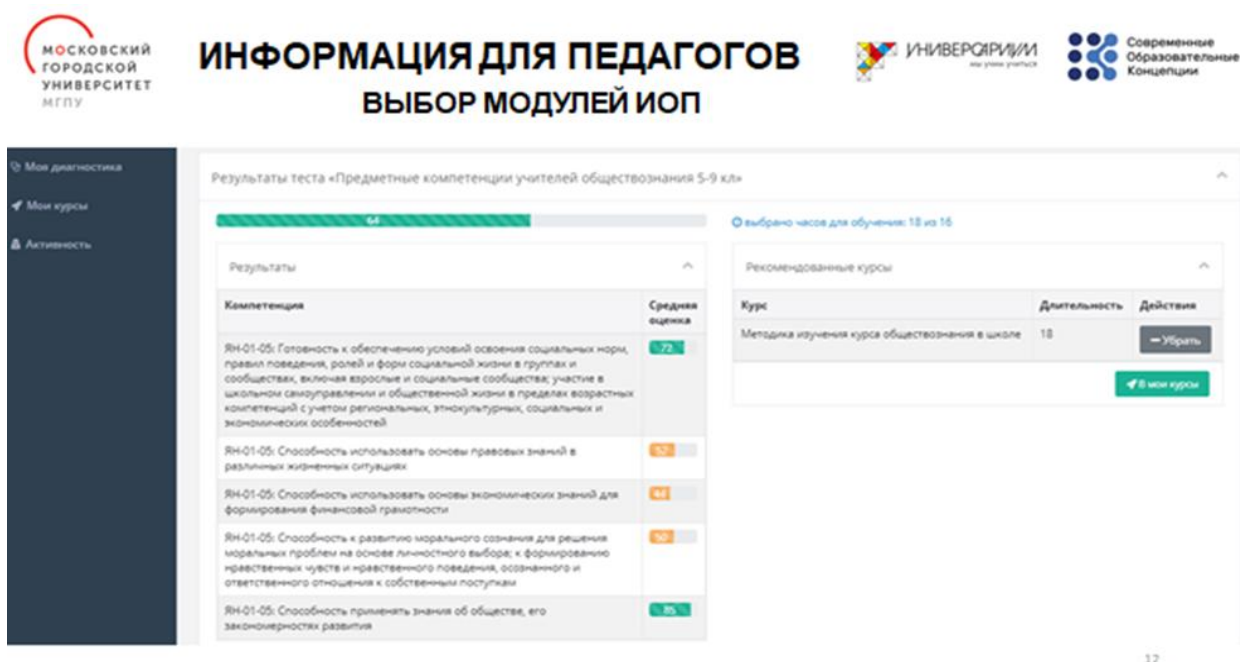 МОСКОВСКИЙ
ГОРОДСКОЙ
УНИВЕРСИТЕТ
МГПУ
ИНФОРМАЦИЯ ДЛЯ ПЕДАГОГОВ
ВЫБОР МОДУЛЕЙ ИОП
УНИВЕРСАРИУМ
мы учим учиться
Современные
Образовательные
Концепции
Моя диагностика
Мои курсы
Активность
Результаты теста «Предметные компетенции учителей обществознания 5-9 кл»
64
Результаты
Компетенция
Средняя
оценка
ЯН-01-05: Готовность к обеспечению условий освоения социальных норм,
правил поведения, ролей и форм социальной жизни в группах и
сообществах, включая взрослые и социальные сообщества; участие в
школьном самоуправлении и общественной жизни в пределах возрастных
компетенций с учетом региональных, этнокультурных, социальных и
экономических особенностей
72
ЯН-01-05: Способность использовать основы правовых знаний в
различных жизненных ситуациях
52
ЯН-01-05: Способность использовать основы экономических знаний для
формирования финансовой грамотности
44
ЯН-01-05: Способность к развитию морального сознания для решения
моральных проблем на основе личностного выбора; к формированию
нравственных чувств и нравственного поведения, осознанного и
ответственного отношения к собственным поступкам
50
ЯН-01-05: Способность применять знания об обществе, его
закономерностях развития
85
выбрано часов для обучения: 18 из 16
Рекомендованные курсы
Курс
Длительность
Действия
Методика изучения курса обществознания в школе
18
Убрать
В мои курсы
12